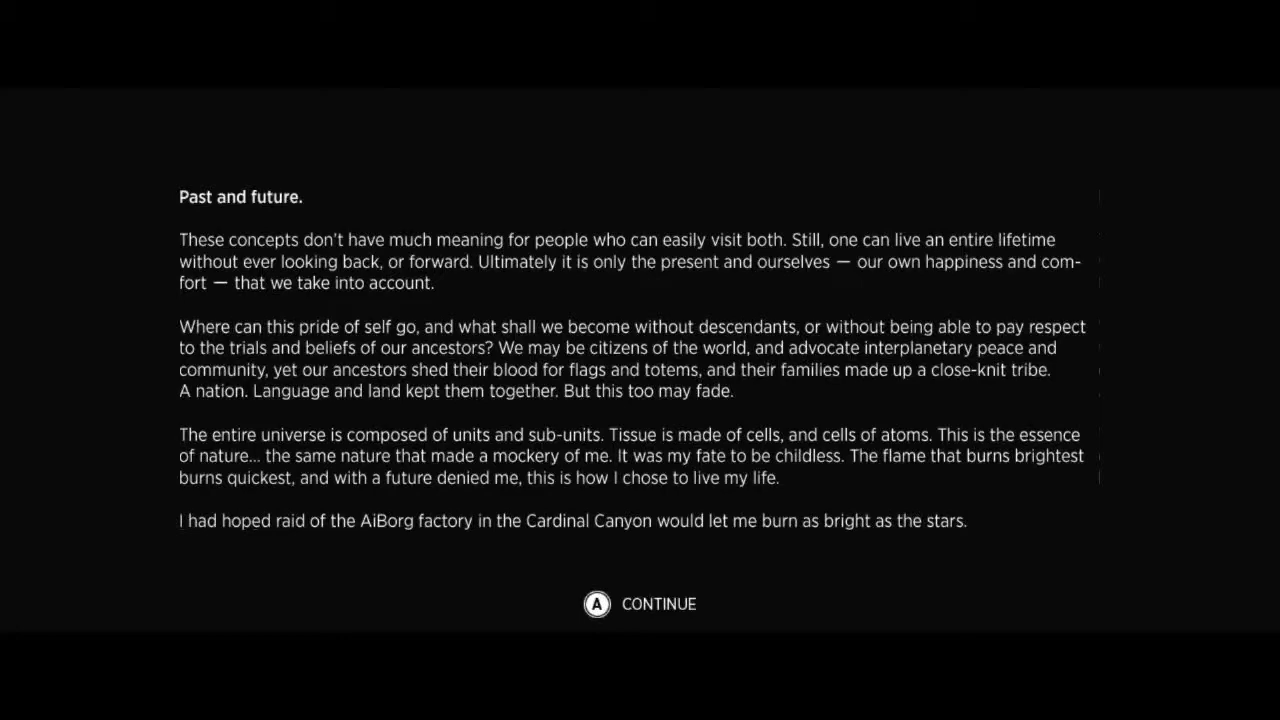 Past and future.
These concepts don't have much meaning for people who can easily visit both. Still, one can live an entire lifetime
without ever looking back, or forward. Ultimately it is only the present and ourselves — our own happiness and com-
fort — that we take into account.
Where can this pride of self go, and what shall we become without descendants, or without being able to pay respect
to the trials and beliefs of our ancestors? We may be citizens of the world, and advocate interplanetary peace and
community, yet our ancestors shed their blood for flags and totems, and their families made up a close-knit tribe.
A nation. Language and land kept them together. But this too may fade.
The entire universe is composed of units and sub-units. Tissue is made of cells, and cells of atoms. This is the essence
of nature... the same nature that made a mockery of me. It was my fate to be childless. The flame that burns brightest
burns quickest, and with a future denied me, this is how I chose to live my life.
I had hoped raid of the AiBorg factory in the Cardinal Canyon would let me burn as bright as the stars.
A CONTINUE